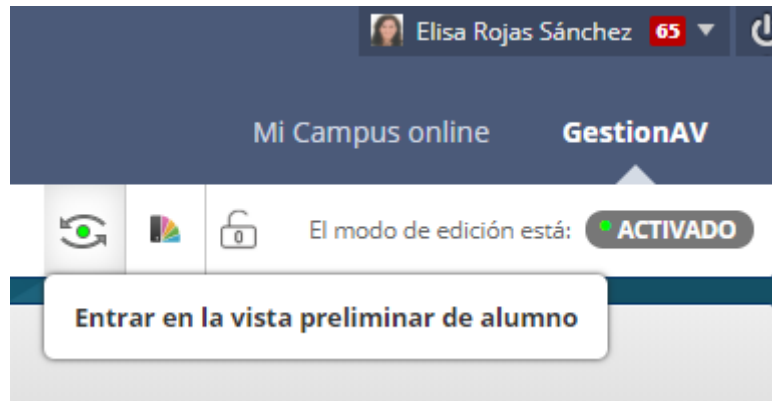 Elisa Rojas Sánchez 65
Mi Campus online GestionAV
0 El modo de edición está: ACTIVADO
Entrar en la vista preliminar de alumno